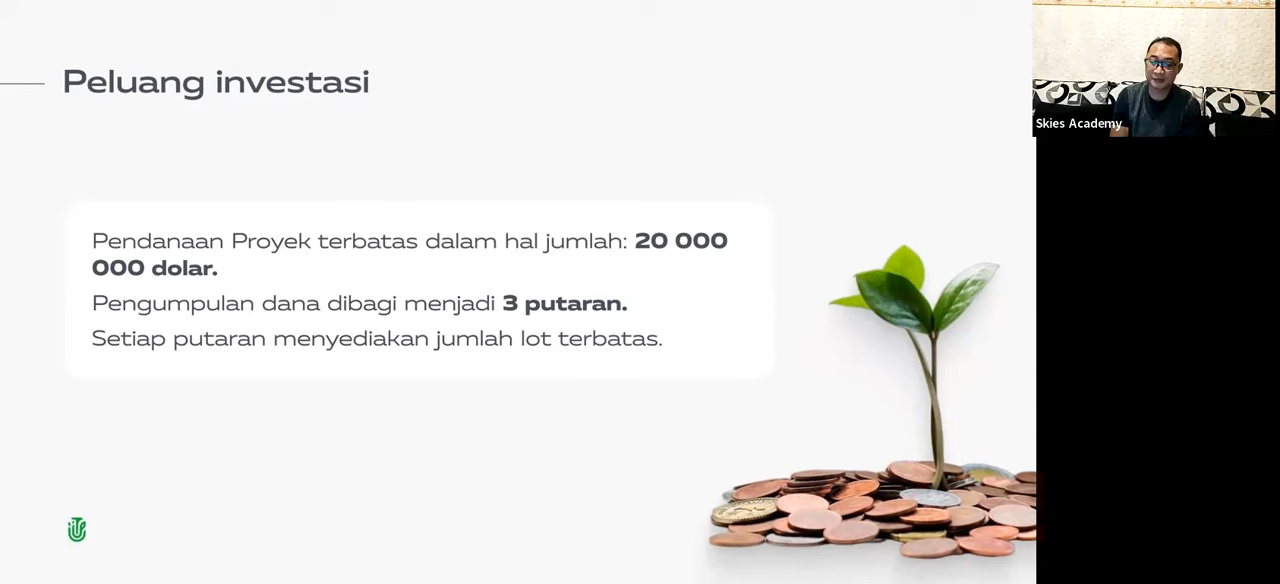 Peluang investasi
Skies Academy
Pendanaan Proyek terbatas dalam hal jumlah: 20 000
000 dolar.
Pengumpulan dana dibagi menjadi 3 putaran.
Setiap putaran menyediakan jumlah lot terbatas.